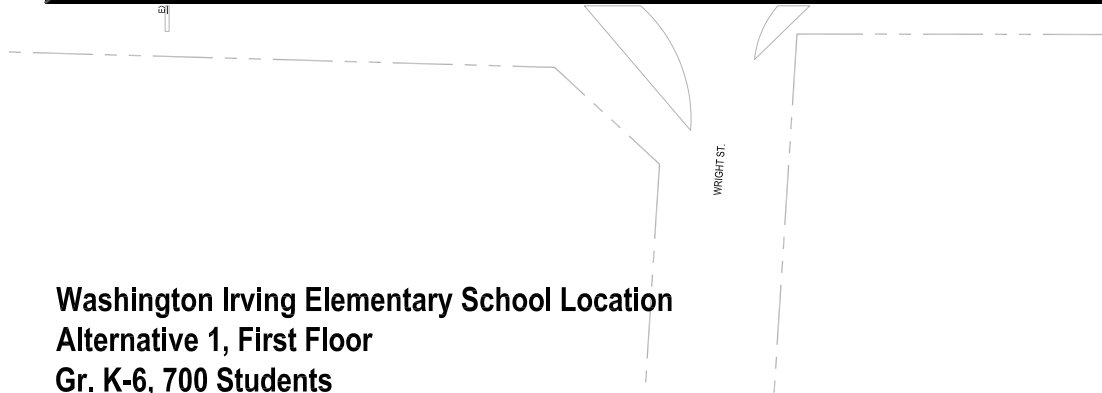 WRIGHT ST.
Washington Irving Elementary School Location
Alternative 1, First Floor
Gr. K-6, 700 Students